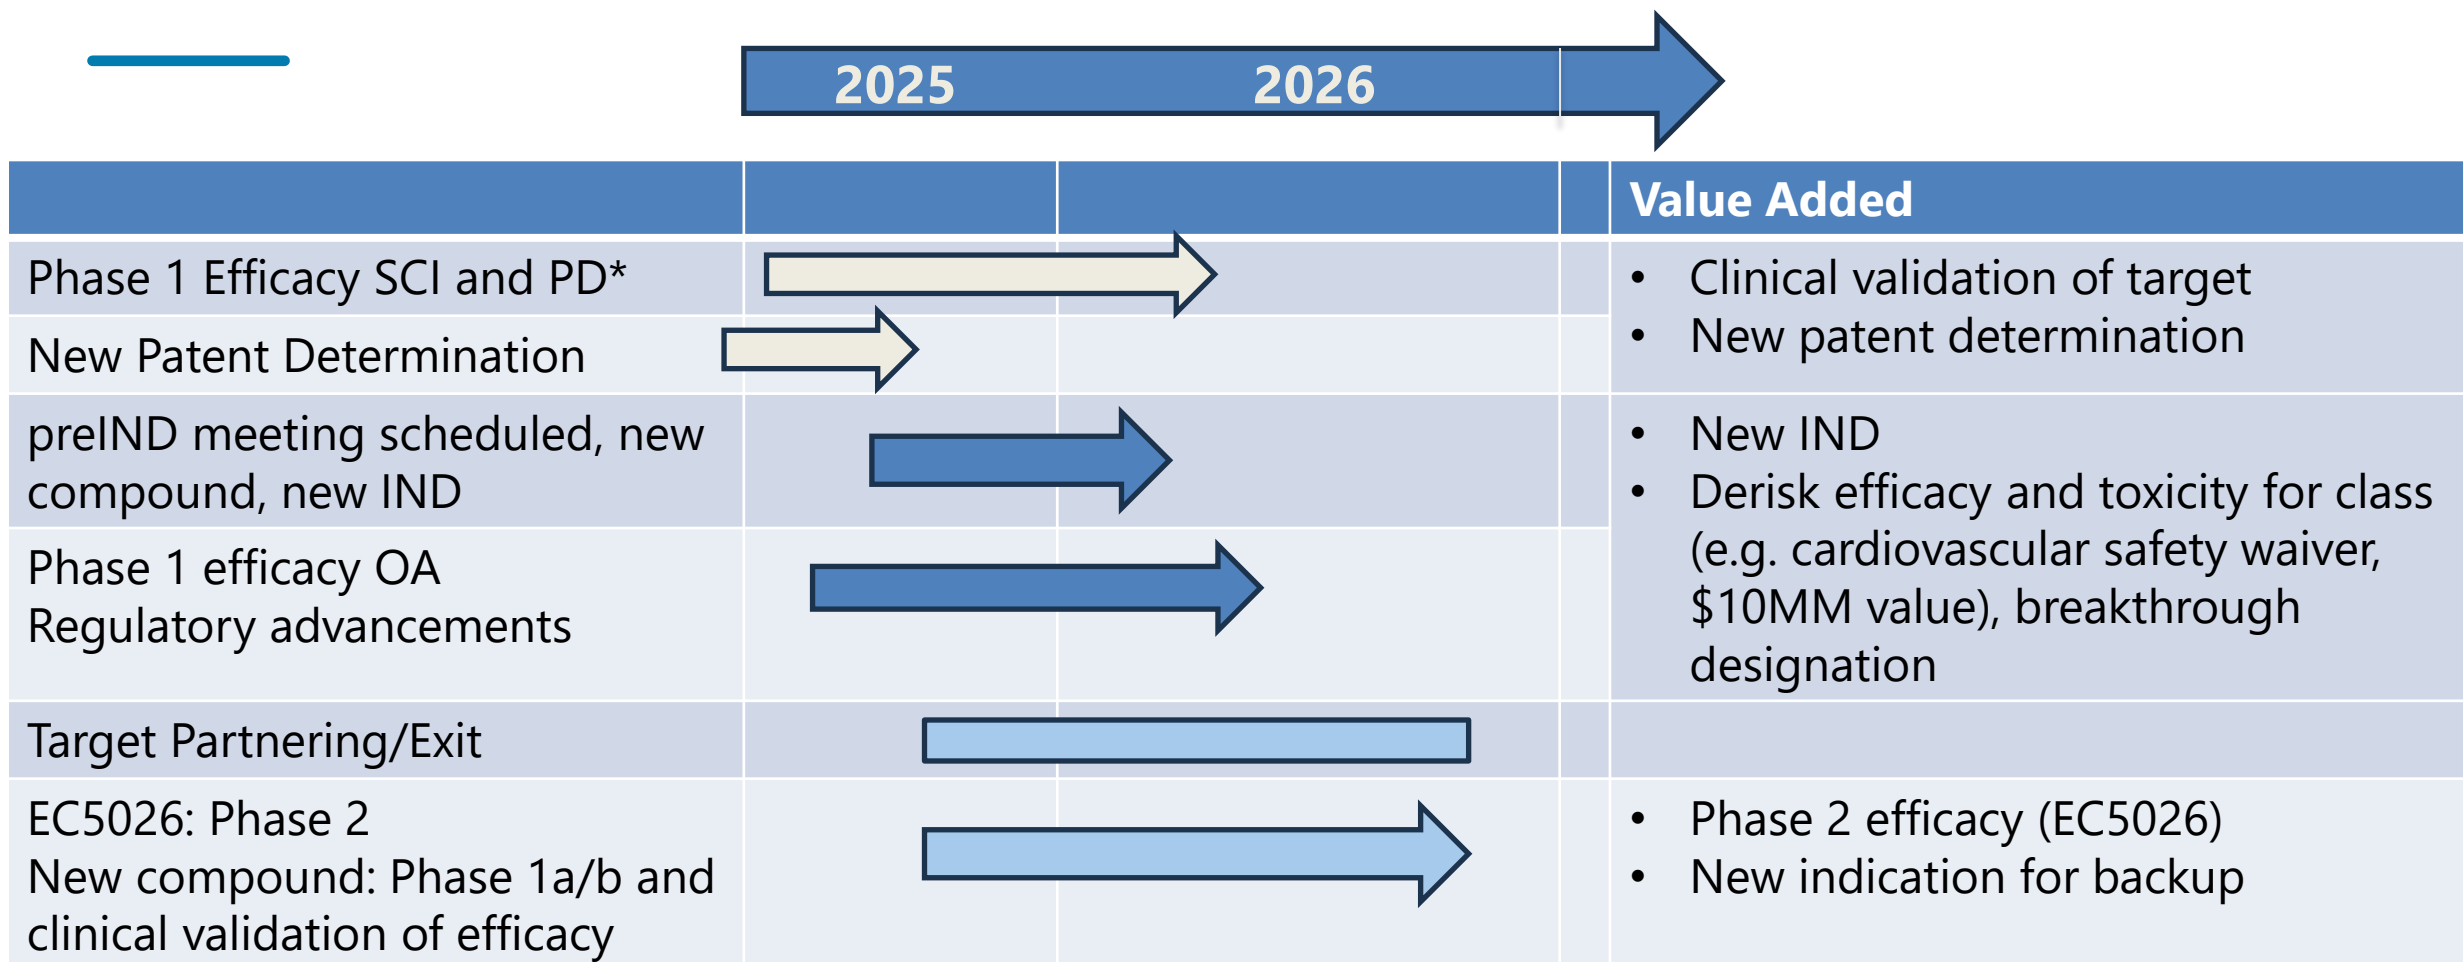 2025 2026
Value Added
Phase 1 Efficacy SCI and PD*
New Patent Determination
• Clinical validation of target
• New patent determination
preIND meeting scheduled, new
compound, new IND
Phase 1 efficacy OA
Regulatory advancements
• New IND
• Derisk efficacy and toxicity for class
(e.g. cardiovascular safety waiver,
$10MM value), breakthrough
designation
Target Partnering/Exit
EC5026: Phase 2
New compound: Phase 1a/b and
clinical validation of efficacy
• Phase 2 efficacy (EC5026)
• New indication for backup